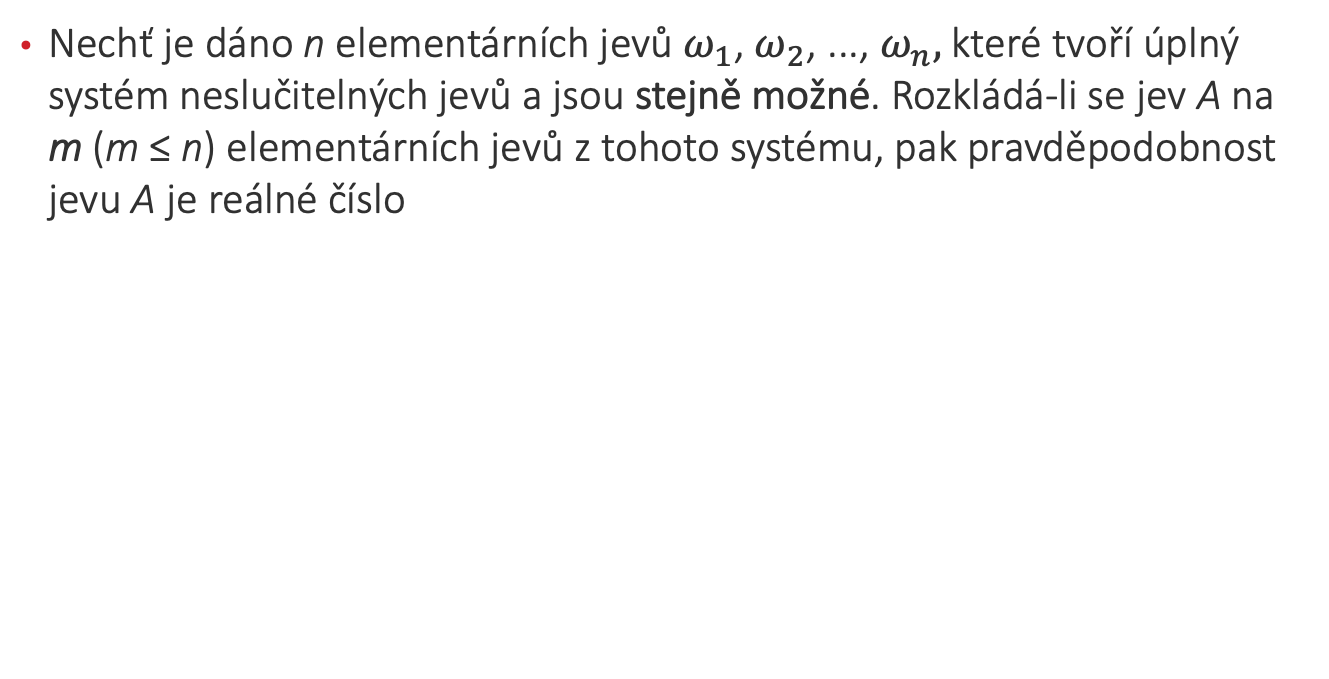 • Nechť je dáno n elementárních jevů ω₁, ω₂, ..., ωₙ, které tvoří úplný
systém neslučitelných jevů a jsou stejně možné. Rozkládá-li se jev A na
m (m ≤ n) elementárních jevů z tohoto systému, pak pravděpodobnost
jevu A je reálné číslo